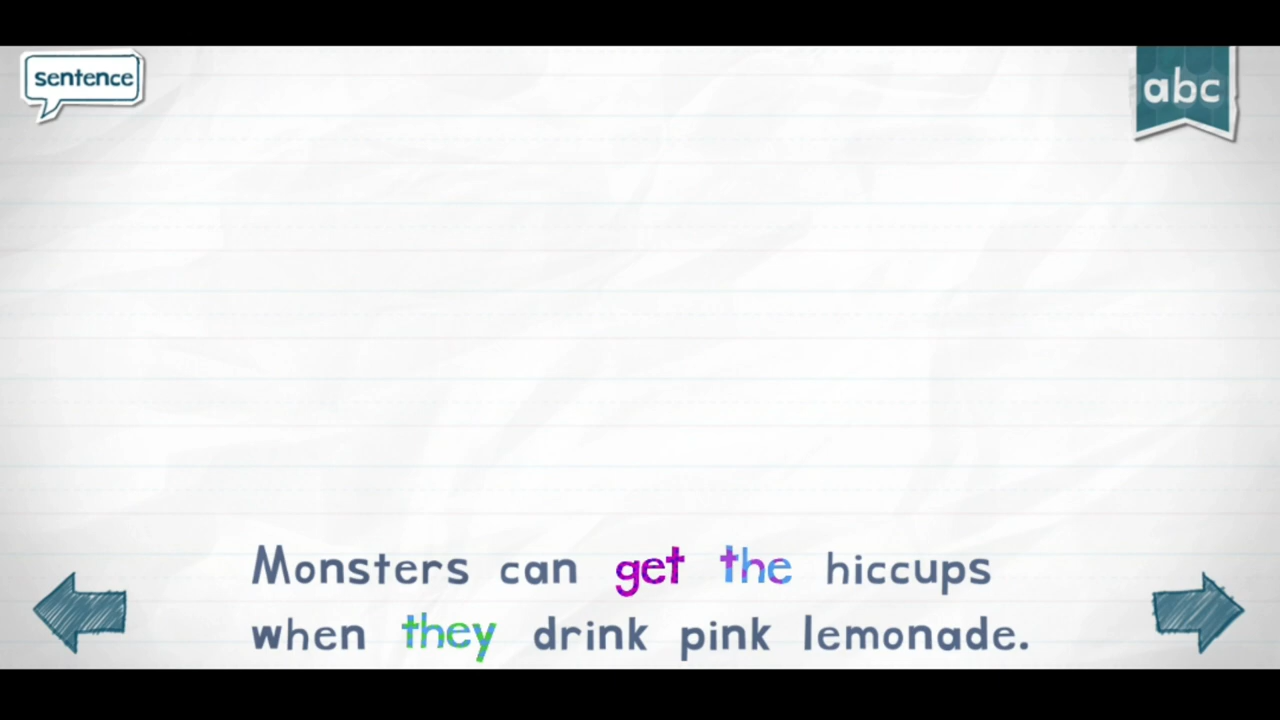 sentence
abc
Monsters can get the hiccups
when they drink pink lemonade.